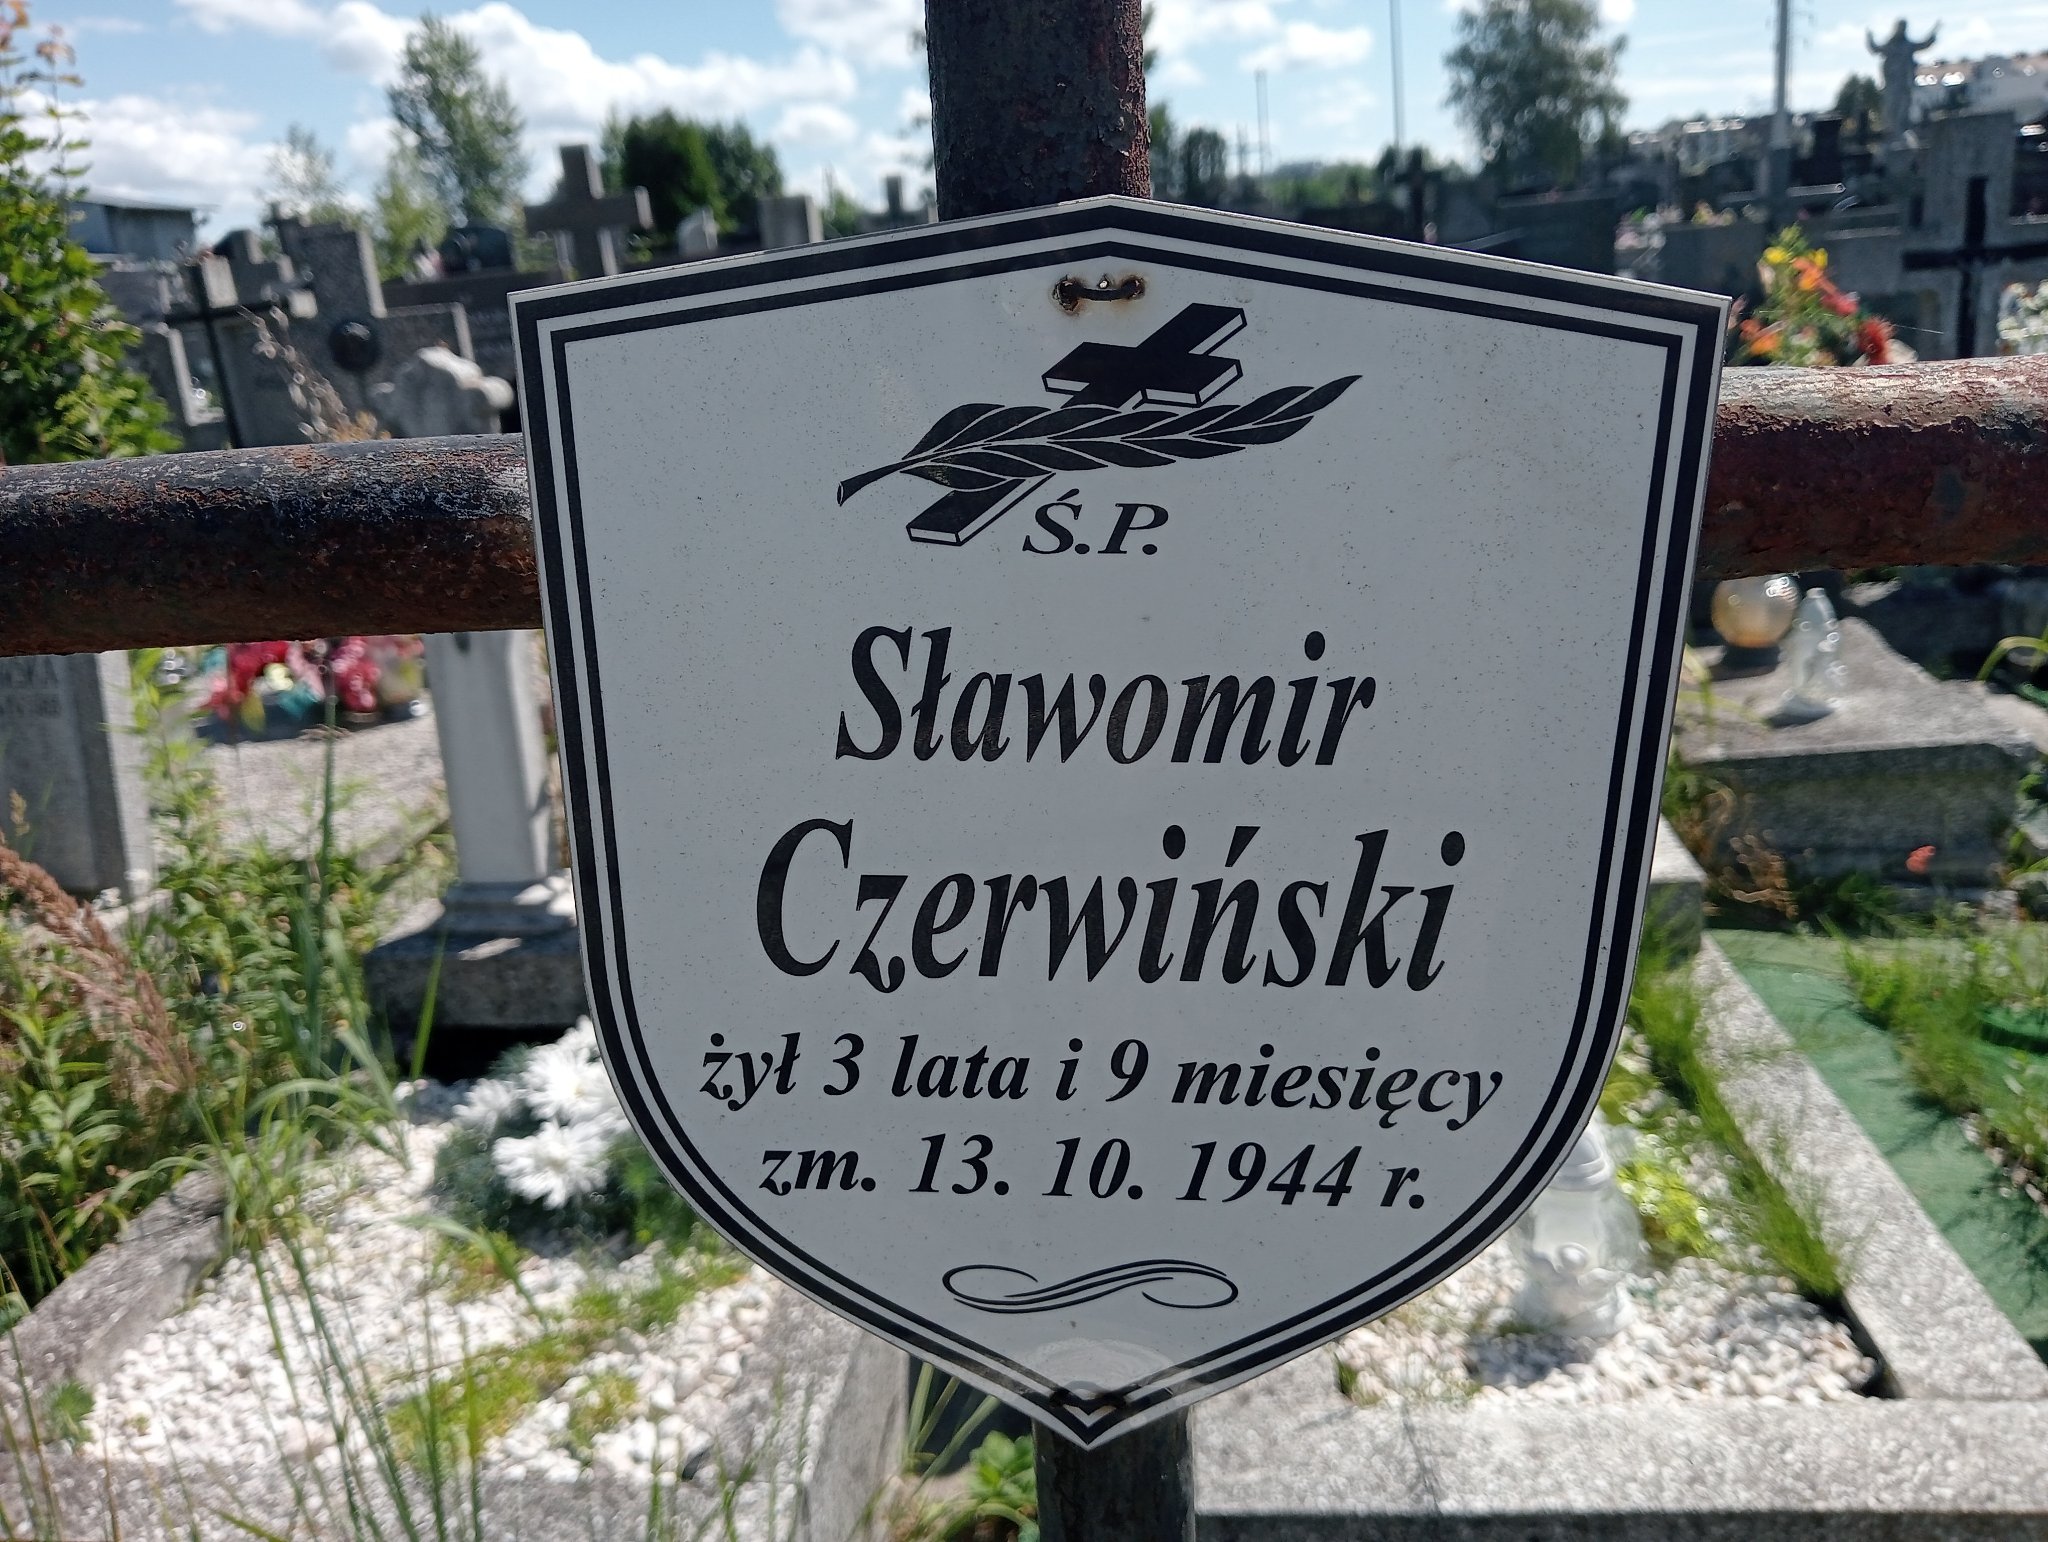 Ś.P.
Sławomir
Czerwiński
żył 3 lata i 9 miesięcy
zm. 13. 10. 1944 r.